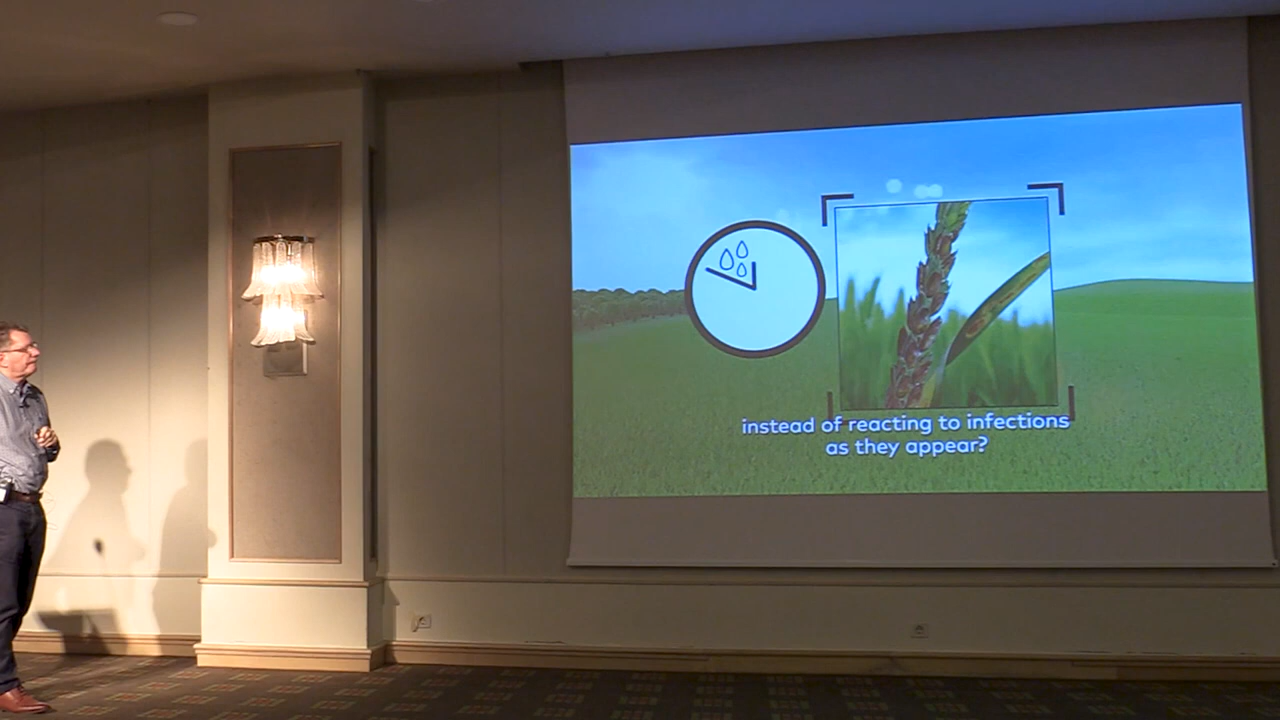 instead of reacting to infections
as they appear?